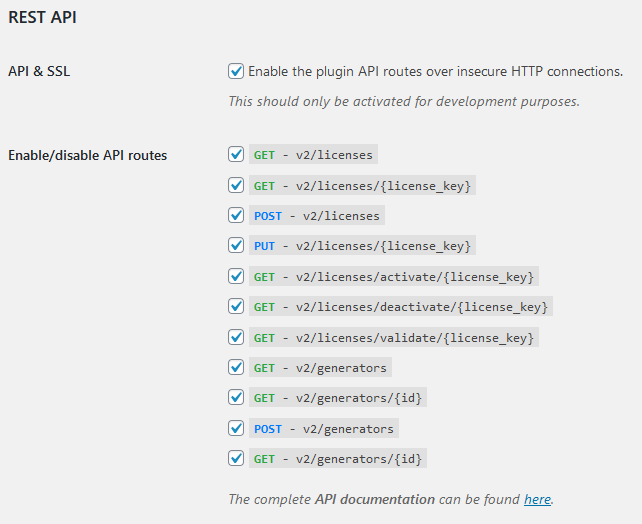 REST API
API & SSL
Enable the plugin API routes over insecure HTTP connections.
This should only be activated for development purposes.
Enable/disable API routes
GET - v2/licenses
GET - v2/licenses/{license_key}
POST - v2/licenses
PUT - v2/licenses/{license_key}
GET - v2/licenses/activate/{license_key}
GET - v2/licenses/deactivate/{license_key}
GET - v2/licenses/validate/{license_key}
GET - v2/generators
GET - v2/generators/{id}
POST - v2/generators
GET - v2/generators/{id}
The complete API documentation can be found here.